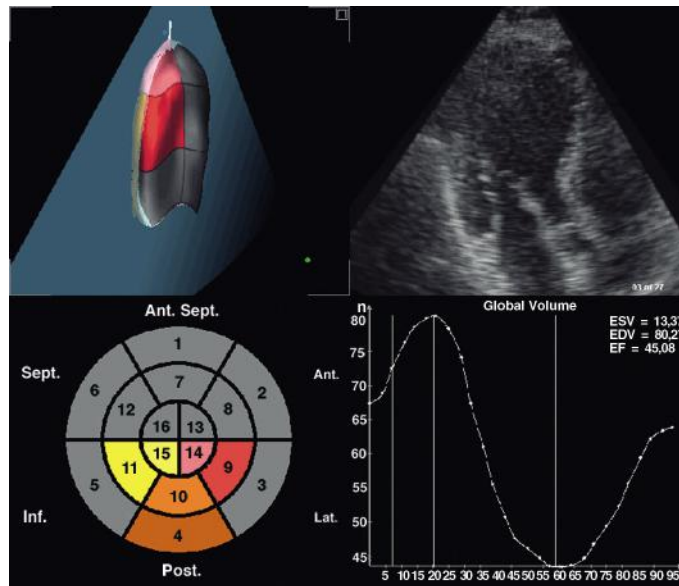 03 of 27
Ant. Sept.
Sept.
1
6
2
7
12
8
16
13
15
14
11
9
5
10
3
4
Inf.
Post.
Global Volume
n
ESV = 13,37
EDV = 80,27
EF = 45,08
Ant.
Lat.
80
75
70
65
60
55
50
45
5 10 15 20 25 30 35 40 45 50 55 60 65 70 75 80 85 90 95